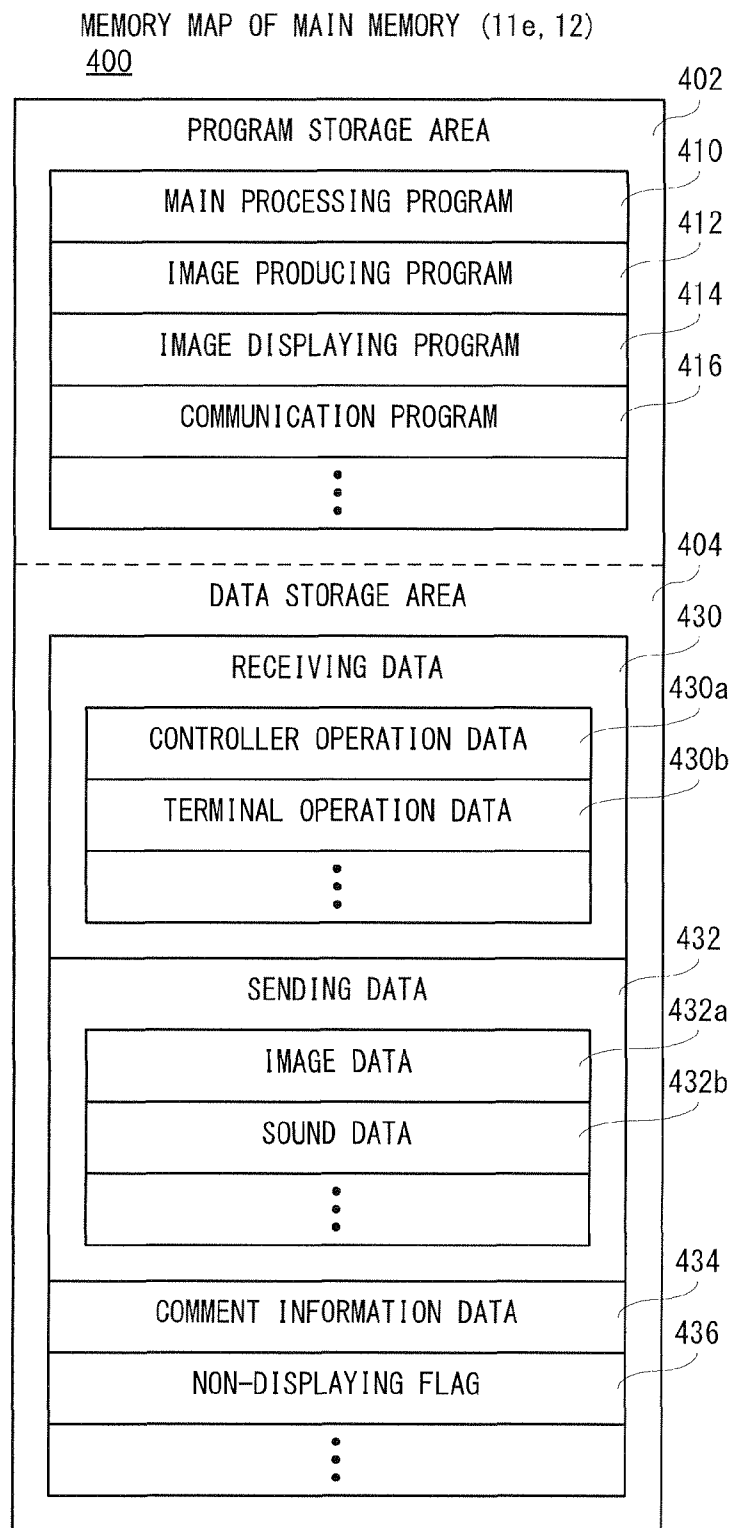 MEMORY MAP OF MAIN MEMORY (11e, 12)
400
402
PROGRAM STORAGE AREA
410
MAIN PROCESSING PROGRAM
412
IMAGE PRODUCING PROGRAM
414
IMAGE DISPLAYING PROGRAM
416
COMMUNICATION PROGRAM
404
DATA STORAGE AREA
430
RECEIVING DATA
430a
CONTROLLER OPERATION DATA
430b
TERMINAL OPERATION DATA
432
SENDING DATA
432a
IMAGE DATA
432b
SOUND DATA
434
COMMENT INFORMATION DATA
436
NON-DISPLAYING FLAG